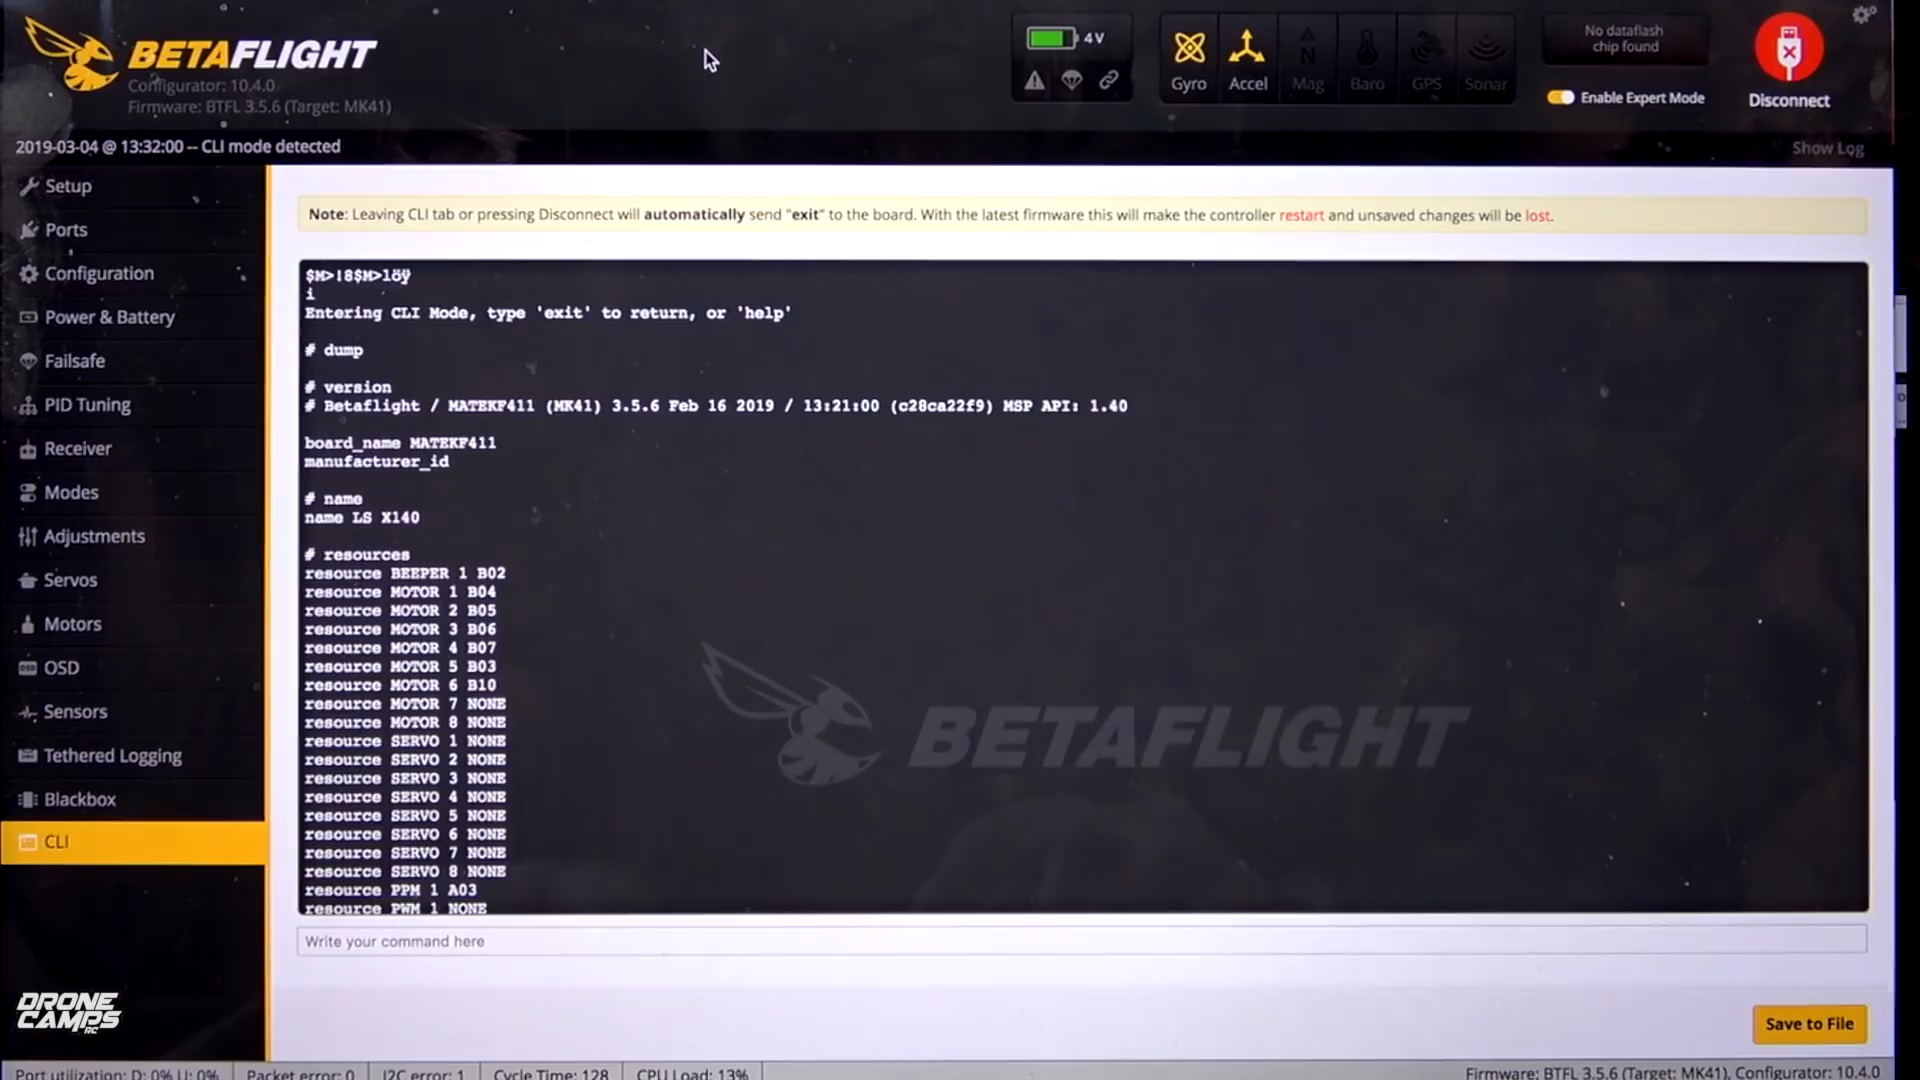 BETAFLIGHT
Configurator: 10.4.0
Firmware: BTFL 3.5.6 (Target: MK41)
4V
Gyro
Accel
Mag
Baro
GPS
Sonar
No dataflash
chip found
Enable Expert Mode
Disconnect
2019-03-04 @ 13:32:00 -- CLI mode detected
Show Log
Setup
Ports
Configuration
Power & Battery
Failsafe
PID Tuning
Receiver
Modes
Adjustments
Servos
Motors
OSD
Sensors
Tethered Logging
Blackbox
CLI
Note: Leaving CLI tab or pressing Disconnect will automatically send "exit" to the board. With the latest firmware this will make the controller restart and unsaved changes will be lost.
$M>!8$M>1öÿ
i
Entering CLI Mode, type 'exit' to return, or 'help'
# dump
# version
# Betaflight / MATEKF411 (MK41) 3.5.6 Feb 16 2019 / 13:21:00 (c28ca22f9) MSP API: 1.40
board_name MATEKF411
manufacturer_id
# name
name LS X140
# resources
resource BEEPER 1 B02
resource MOTOR 1 B04
resource MOTOR 2 B05
resource MOTOR 3 B06
resource MOTOR 4 B07
resource MOTOR 5 B03
resource MOTOR 6 B10
resource MOTOR 7 NONE
resource MOTOR 8 NONE
resource SERVO 1 NONE
resource SERVO 2 NONE
resource SERVO 3 NONE
resource SERVO 4 NONE
resource SERVO 5 NONE
resource SERVO 6 NONE
resource SERVO 7 NONE
resource SERVO 8 NONE
resource PPM 1 A03
resource PWM 1 NONE
BETAFLIGHT
Write your command here
DRONE
CAMPS
RC
Save to File
Port utilization: D: 0% U: 0%
Packet error: 0
I2C error: 1
Cycle Time: 128
CPU Load: 13%
Firmware: BTFL 3.5.6 (Target: MK41), Configurator: 10.4.0